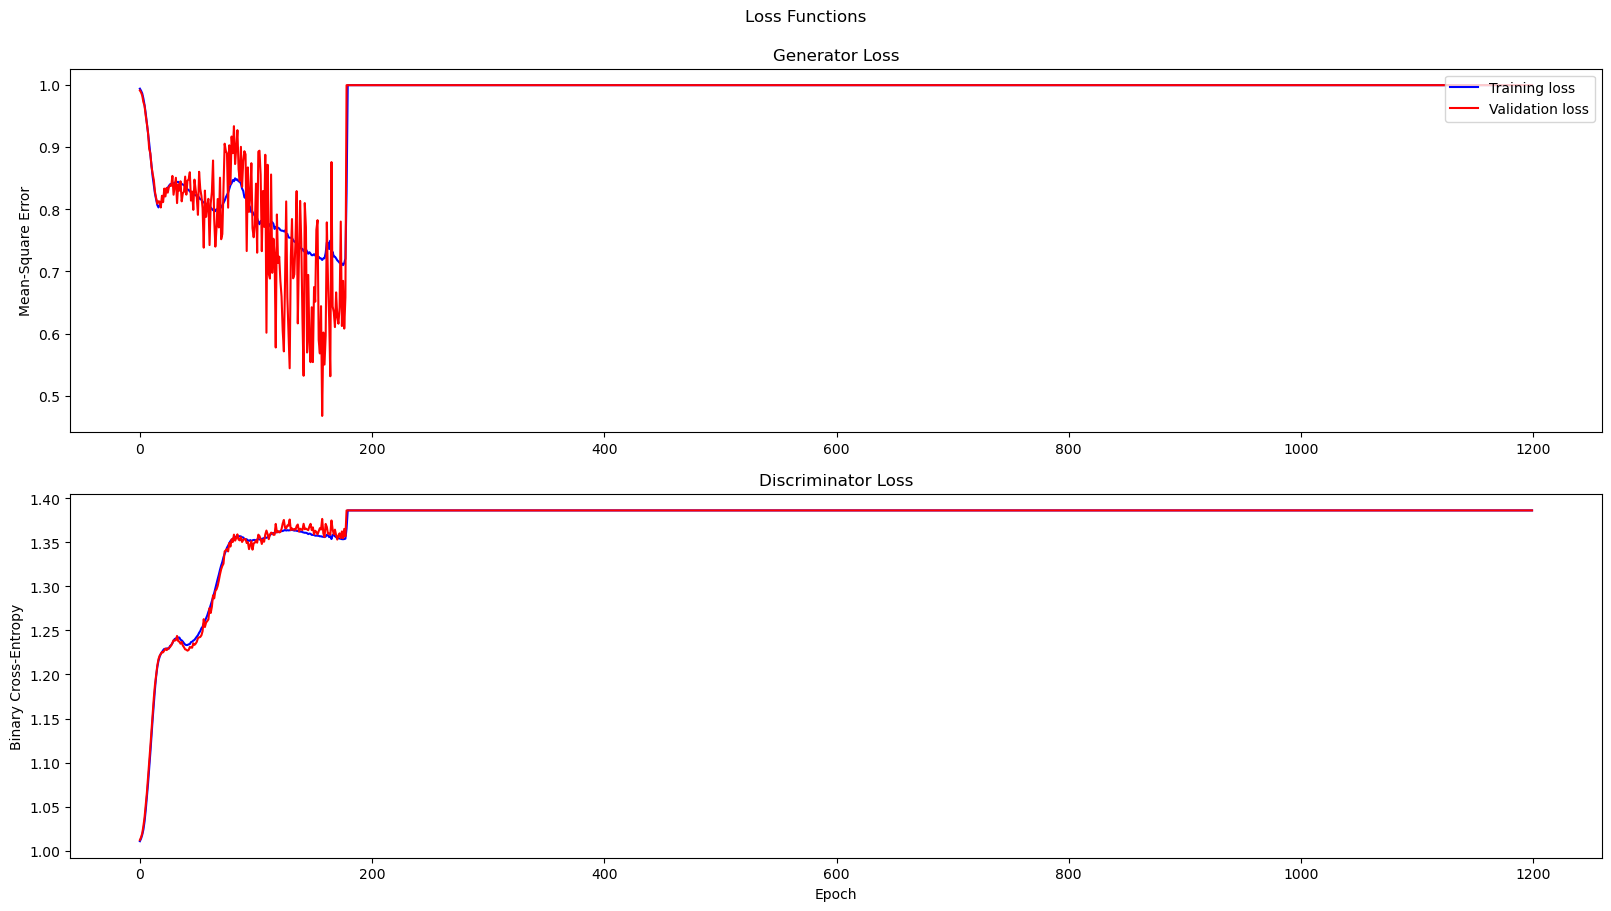 Loss Functions
Generator Loss
Mean-Square Error
1.0
0.9
0.8
0.7
0.6
0.5
Training loss
Validation loss
0 200 400 600 800 1000 1200
Discriminator Loss
Binary Cross-Entropy
1.40
1.35
1.30
1.25
1.20
1.15
1.10
1.05
1.00
0 200 400 600 800 1000 1200
Epoch